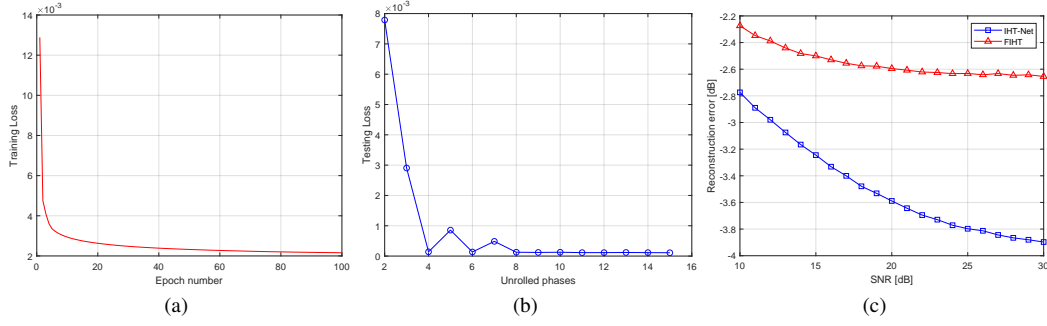 ×10⁻³
14
12
10
8
6
4
2
0 20 40 60 80 100
Training Loss
Epoch number
(a)
×10⁻³
8
7
6
5
4
3
2
1
0
2 4 6 8 10 12 14 16
Testing Loss
Unrolled phases
(b)
-2.2
-2.4
-2.6
-2.8
-3
-3.2
-3.4
-3.6
-3.8
-4
10 15 20 25 30
Reconstruction error [dB]
SNR [dB]
IHT-Net
FIHT
(c)